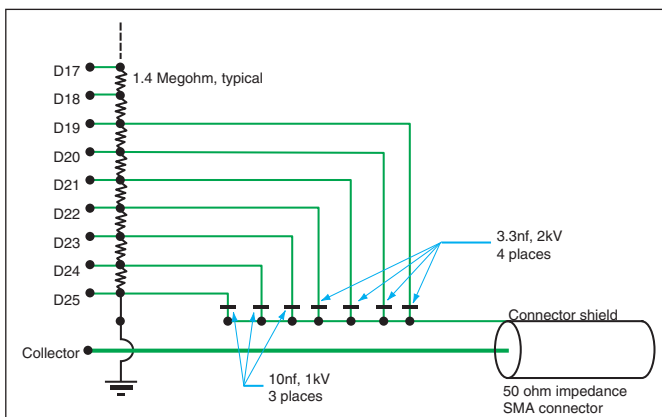 D17
1.4 Megohm, typical
D18
D19
D20
D21
D22
D23
D24
D25
3.3nf, 2kV
4 places
Connector shield
Collector
10nf, 1kV
3 places
50 ohm impedance
SMA connector